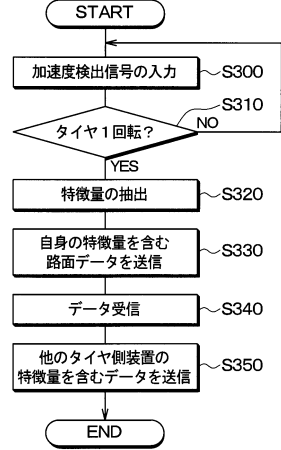 START
加速度検出信号の入力
S300
S310
タイヤ1回転?
NO
YES
特徴量の抽出
S320
自身の特徴量を含む
路面データを送信
S330
データ受信
S340
他のタイヤ側装置の
特徴量を含むデータを送信
S350
END